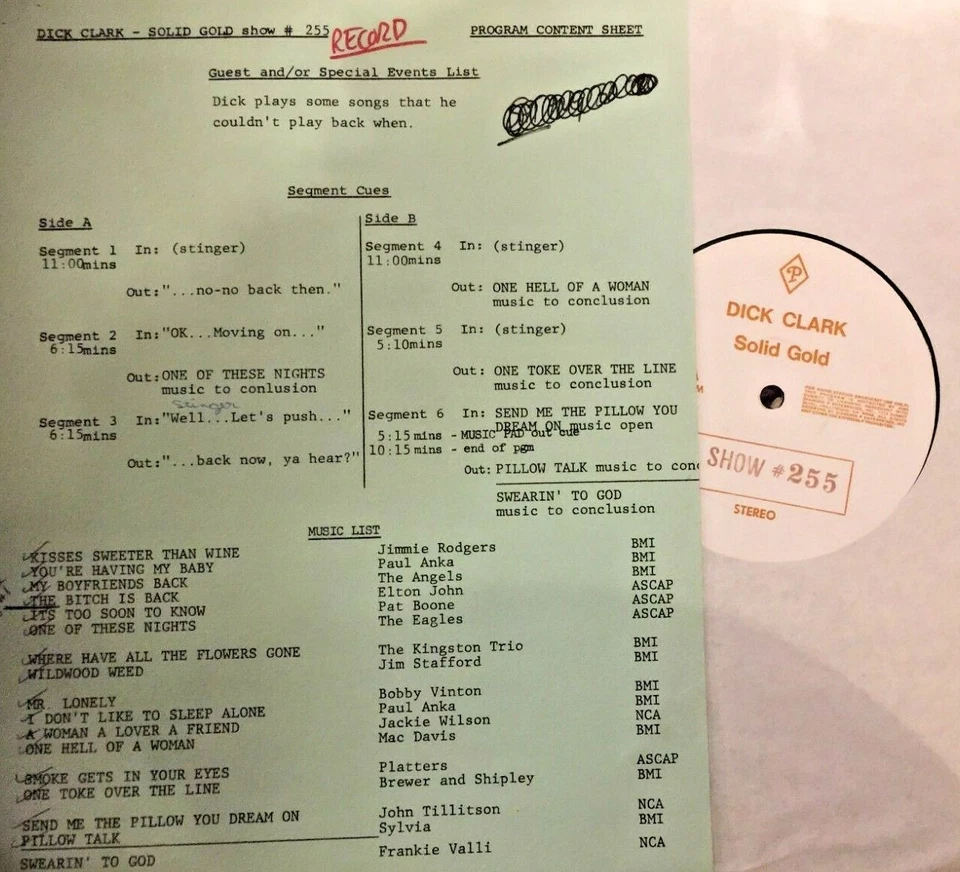 DICK CLARK - SOLID GOLD show # 255 RECORD PROGRAM CONTENT SHEET
Guest and/or Special Events List
Dick plays some songs that he
couldn't play back when.
Segment Cues
Side A
Segment 1 In: (stinger)
11:00mins
Out:"...no-no back then."
Segment 2 In:"OK...Moving on..."
6:15mins
Out:ONE OF THESE NIGHTS
music to conlusion
Stinger
Segment 3 In:"Well...Let's push..."
6:15mins
Out:"...back now, ya hear?"
Side B
Segment 4 In: (stinger)
11:00mins
Out: ONE HELL OF A WOMAN
music to conclusion
Segment 5 In: (stinger)
5:10mins
Out: ONE TOKE OVER THE LINE
music to conclusion
Segment 6 In: SEND ME THE PILLOW YOU
DREAM ON music open
5:15 mins - MUSIC PAD out cue
10:15 mins - end of pgm
Out: PILLOW TALK music to conc
SWEARIN' TO GOD
music to conclusion
MUSIC LIST
KISSES SWEETER THAN WINE Jimmie Rodgers BMI
YOU'RE HAVING MY BABY Paul Anka BMI
MY BOYFRIENDS BACK The Angels BMI
THE BITCH IS BACK Elton John ASCAP
ITS TOO SOON TO KNOW Pat Boone ASCAP
ONE OF THESE NIGHTS The Eagles ASCAP
WHERE HAVE ALL THE FLOWERS GONE The Kingston Trio BMI
WILDWOOD WEED Jim Stafford BMI
MR. LONELY Bobby Vinton BMI
I DON'T LIKE TO SLEEP ALONE Paul Anka BMI
A WOMAN A LOVER A FRIEND Jackie Wilson NCA
ONE HELL OF A WOMAN Mac Davis BMI
SMOKE GETS IN YOUR EYES Platters ASCAP
ONE TOKE OVER THE LINE Brewer and Shipley BMI
SEND ME THE PILLOW YOU DREAM ON John Tillitson NCA
PILLOW TALK Sylvia BMI
SWEARIN' TO GOD Frankie Valli NCA
P
DICK CLARK
Solid Gold
SHOW #255
STEREO